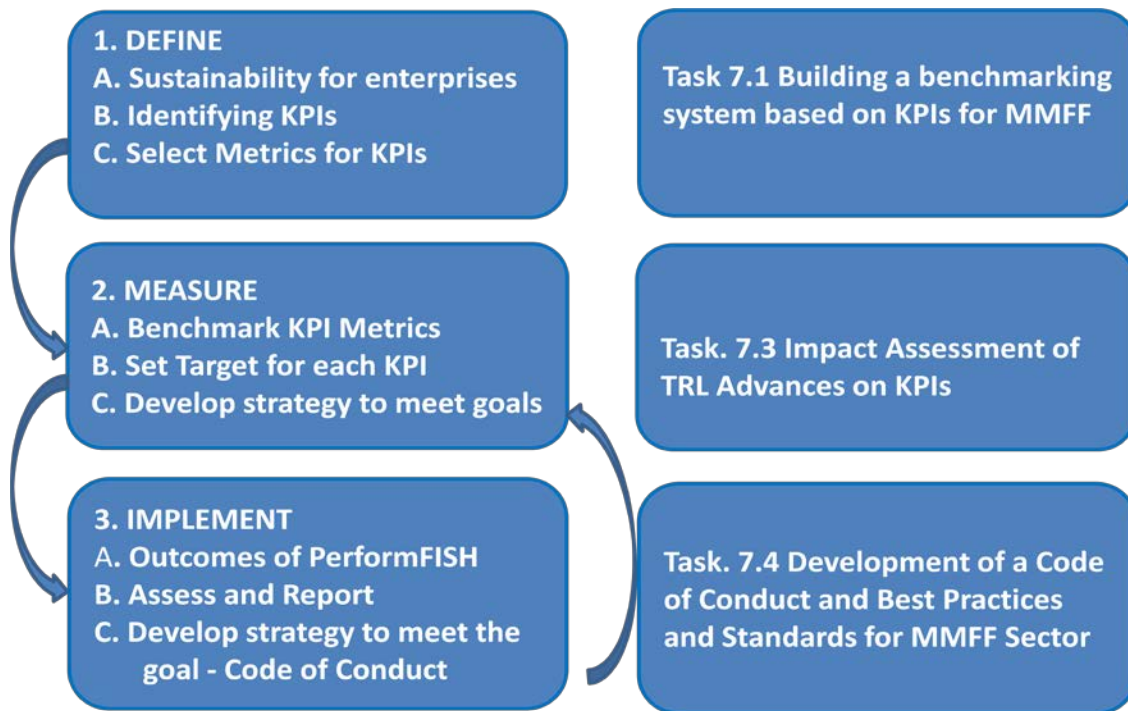 1. DEFINE
A. Sustainability for enterprises
B. Identifying KPIs
C. Select Metrics for KPIs
Task 7.1 Building a benchmarking
system based on KPIs for MMFF
2. MEASURE
A. Benchmark KPI Metrics
B. Set Target for each KPI
C. Develop strategy to meet goals
Task. 7.3 Impact Assessment of
TRL Advances on KPIs
3. IMPLEMENT
A. Outcomes of PerformFISH
B. Assess and Report
C. Develop strategy to meet the
goal - Code of Conduct
Task. 7.4 Development of a Code
of Conduct and Best Practices
and Standards for MMFF Sector